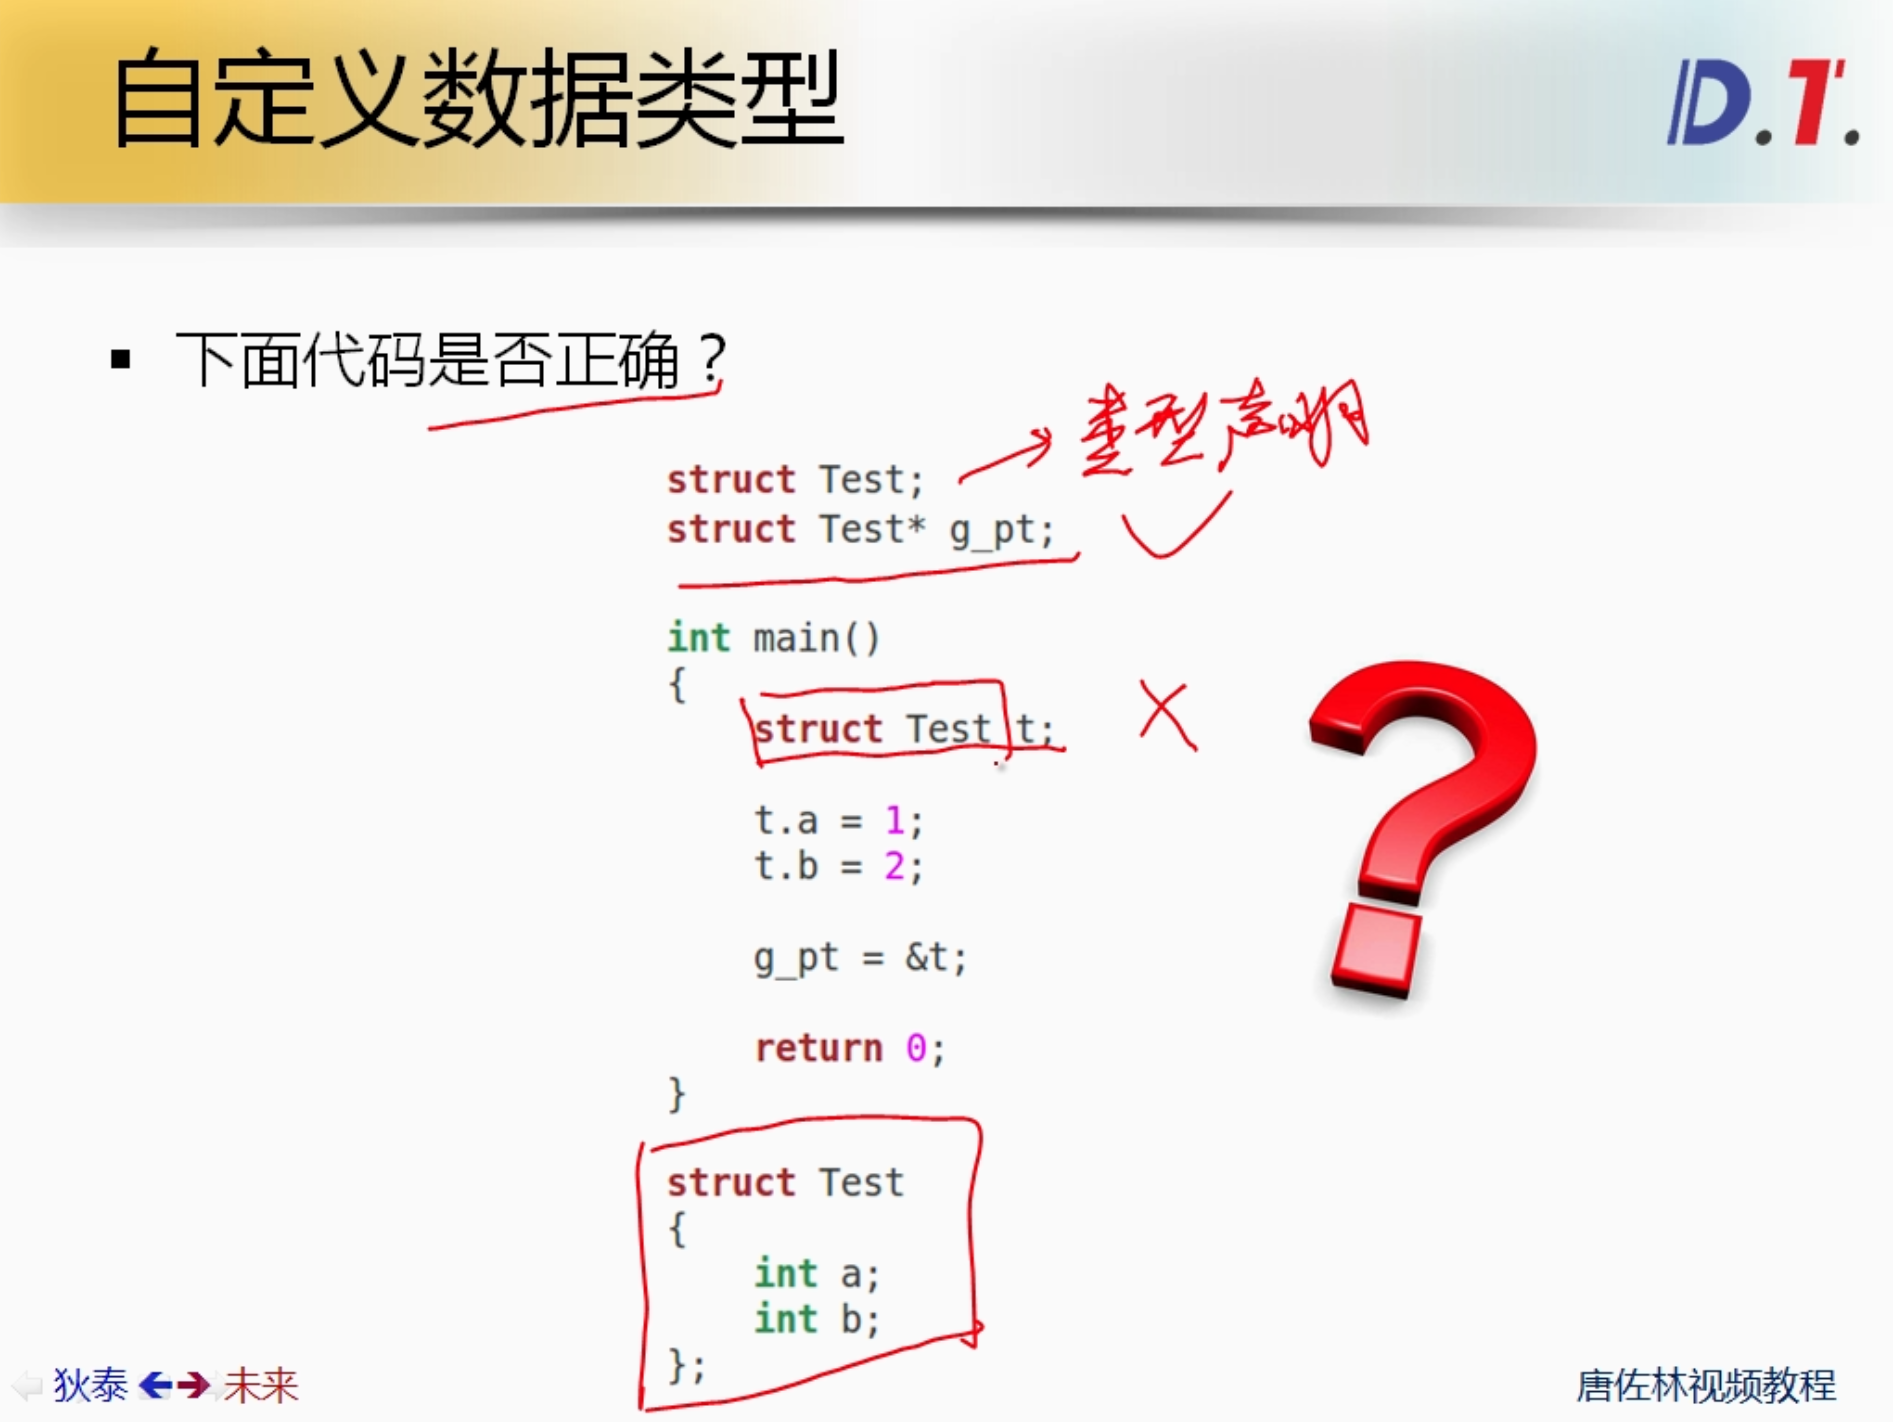 自定义数据类型
D.T.
▪ 下面代码是否正确？
类型声明
struct Test;
struct Test* g_pt;
int main()
{
struct Test t;
t.a = 1;
t.b = 2;
g_pt = &t;
return 0;
}
struct Test
{
int a;
int b;
};
狄泰 未来
唐佐林视频教程